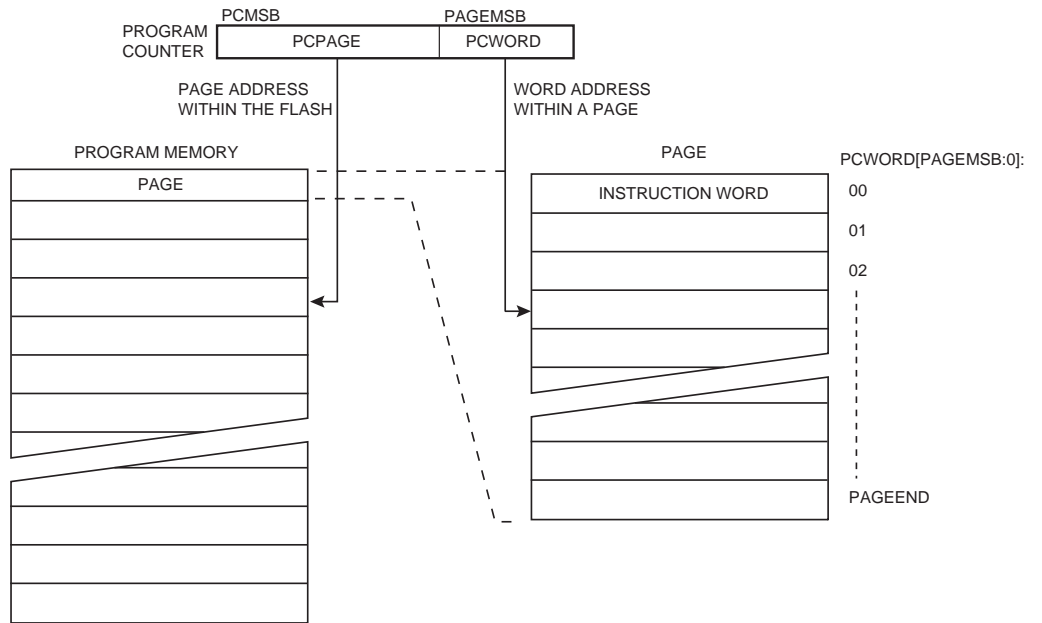 PCMSB PAGEMSB
PROGRAM
COUNTER
PCPAGE PCWORD
PAGE ADDRESS
WITHIN THE FLASH
WORD ADDRESS
WITHIN A PAGE
PROGRAM MEMORY
PAGE
PAGE
INSTRUCTION WORD
PCWORD[PAGEMSB:0]:
00
01
02
PAGEEND